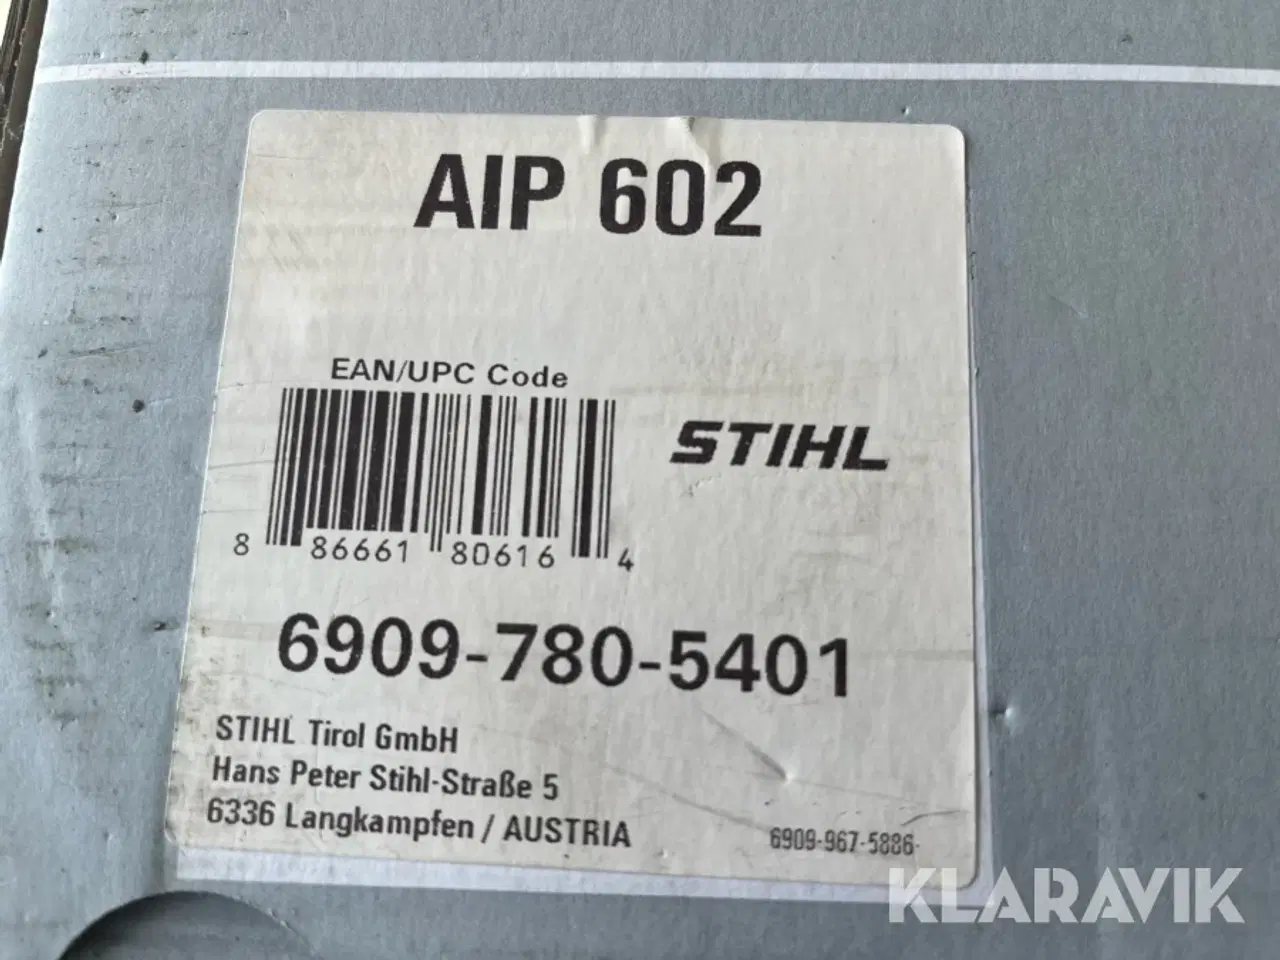 AIP 602
EAN/UPC Code
STIHL
8 86661 80616 4
6909-780-5401
STIHL Tirol GmbH
Hans Peter Stihl-Straße 5
6336 Langkampfen / AUSTRIA
6909-967-5886-
KLARAVIK